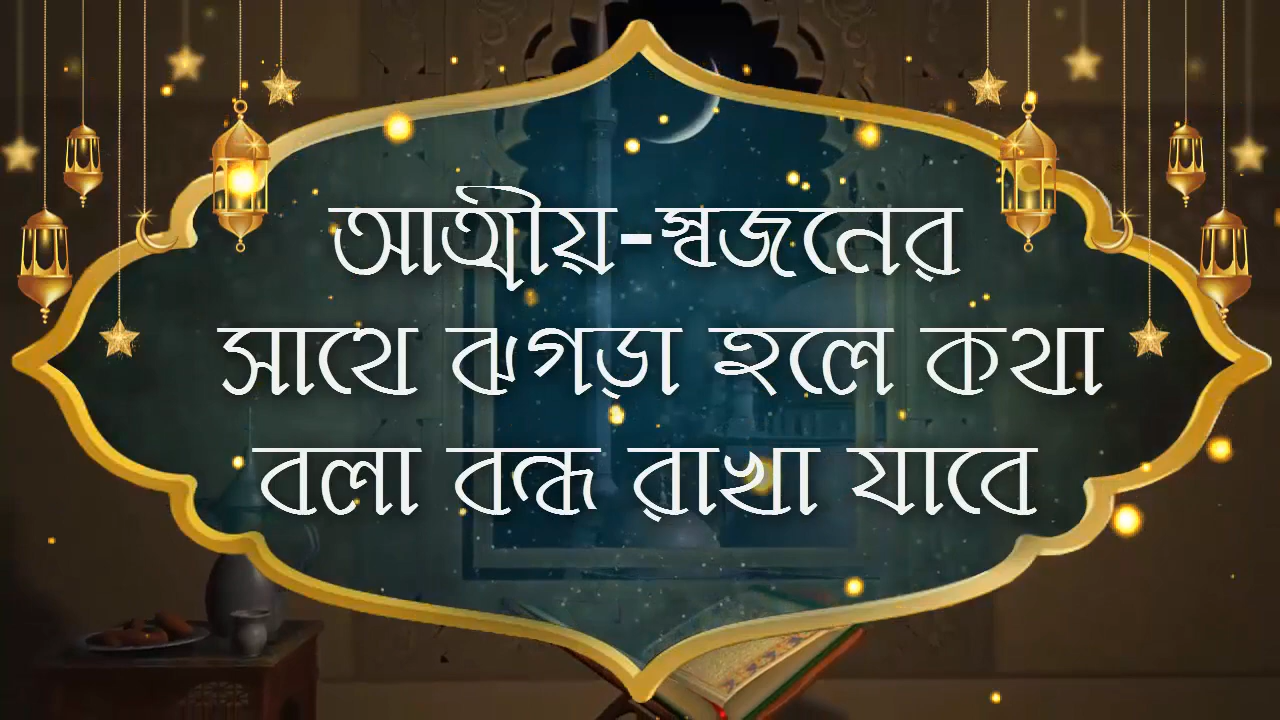 আত্মীয়-স্বজনের
সাথে ঝগড়া হলে কথা
বলা বন্ধ রাখা যাবে